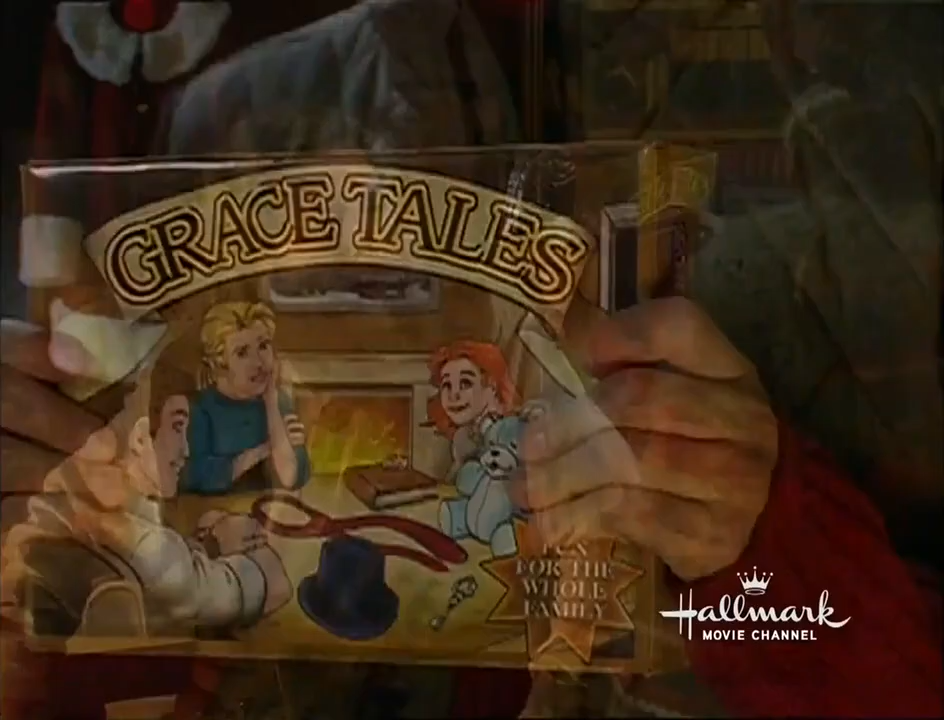 GRACE TALES
FUN
FOR THE
WHOLE
FAMILY
Hallmark
MOVIE CHANNEL